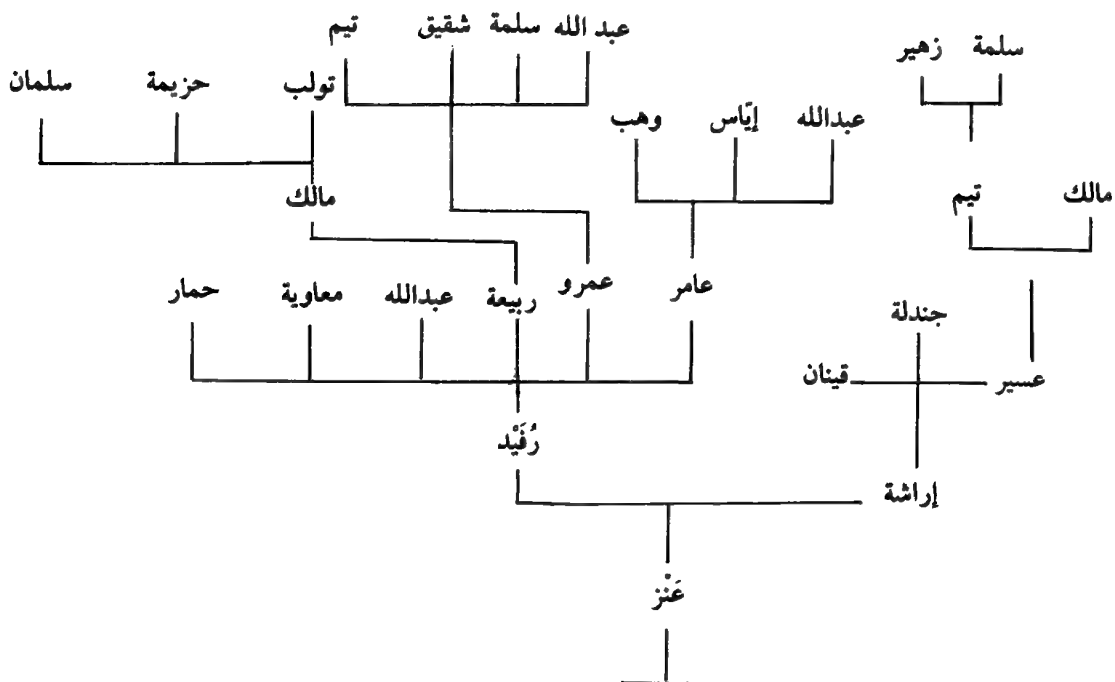 عبد الله سلمة شقيق تيم
سلمة زهير
تولب حزيمة سلمان
عبدالله إيّاس وهب
مالك تيم
مالك
عامر عمرو ربيعة عبدالله معاوية حمار
جندلة
عسير قينان
رُفَيْد
إراشة
عَنْز